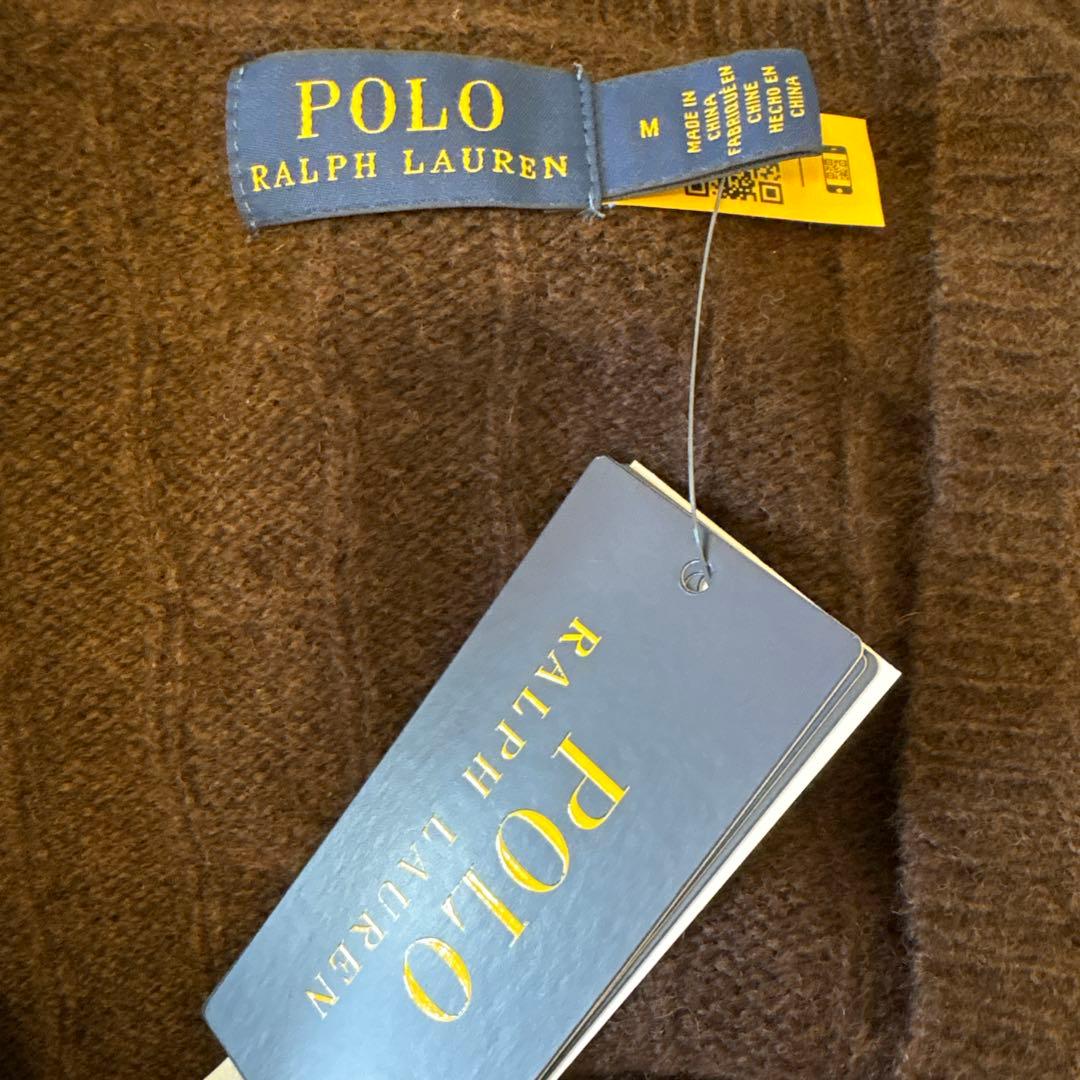 POLO
RALPH LAUREN
M
MADE IN
CHINA
FABRIQUÉ EN
CHINE
HECHO EN
CHINA
POLO
RALPH LAUREN